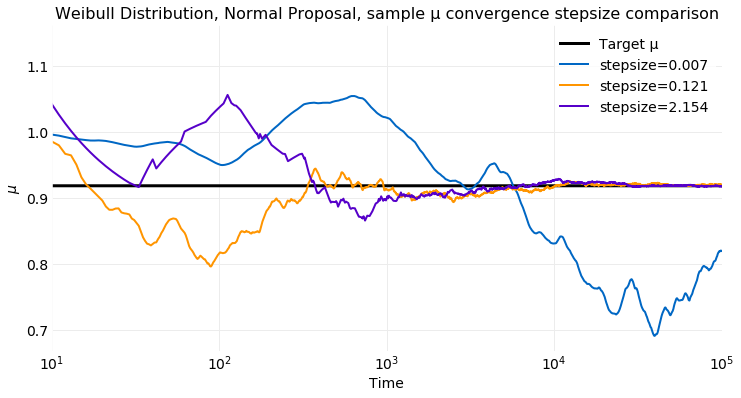 Weibull Distribution, Normal Proposal, sample μ convergence stepsize comparison
Target μ
stepsize=0.007
stepsize=0.121
stepsize=2.154
1.1
1.0
0.9
0.8
0.7
μ
10¹ 10² 10³ 10⁴ 10⁵
Time